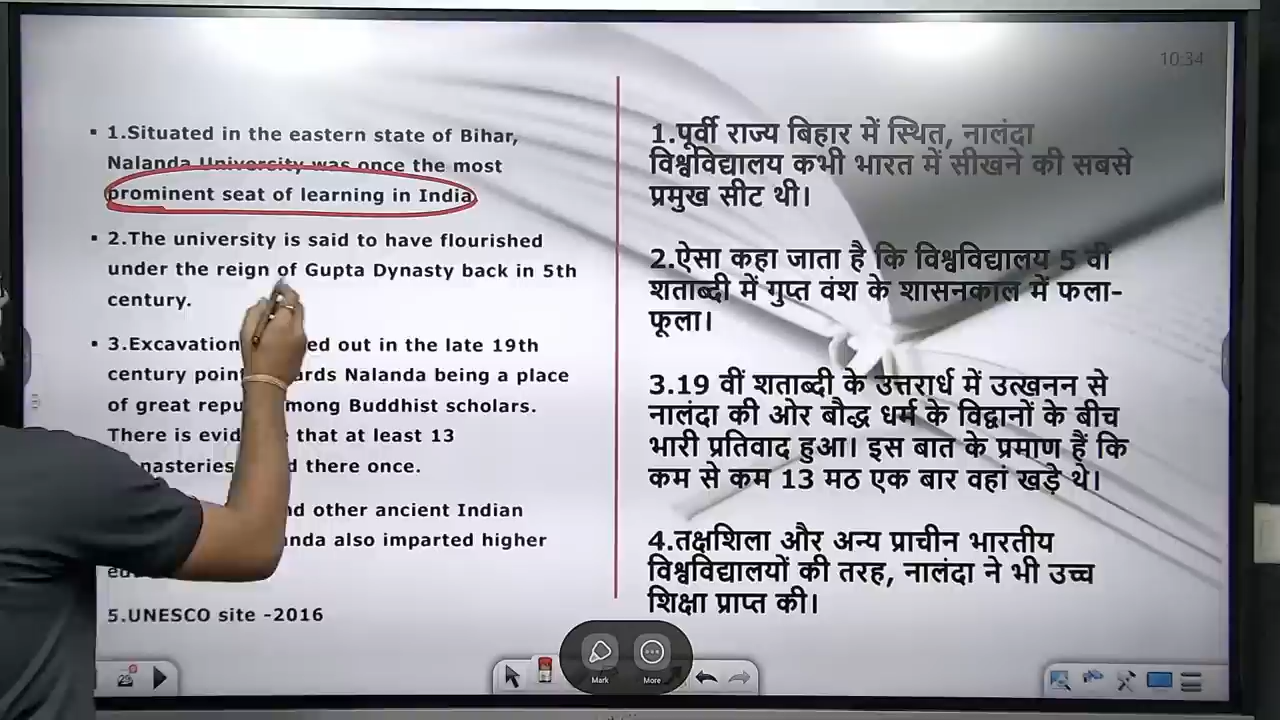 10:34
1.Situated in the eastern state of Bihar,
Nalanda University was once the most
prominent seat of learning in India
2.The university is said to have flourished
under the reign of Gupta Dynasty back in 5th
century.
3.Excavation ed out in the late 19th
century point ards Nalanda being a place
of great repu mong Buddhist scholars.
There is evid that at least 13
nasteries d there once.
nd other ancient Indian
nda also imparted higher
5.UNESCO site -2016
1.पूर्वी राज्य बिहार में स्थित, नालंदा
विश्वविद्यालय कभी भारत में सीखने की सबसे
प्रमुख सीट थी।
2.ऐसा कहा जाता है कि विश्वविद्यालय 5 वी
शताब्दी में गुप्त वंश के शासनकाल में फला-
फूला।
3.19 वीं शताब्दी के उत्तरार्ध में उत्खनन से
नालंदा की ओर बौद्ध धर्म के विद्वानों के बीच
भारी प्रतिवाद हुआ। इस बात के प्रमाण हैं कि
कम से कम 13 मठ एक बार वहां खड़े थे।
4.तक्षशिला और अन्य प्राचीन भारतीय
विश्वविद्यालयों की तरह, नालंदा ने भी उच्च
शिक्षा प्राप्त की।
Mark More